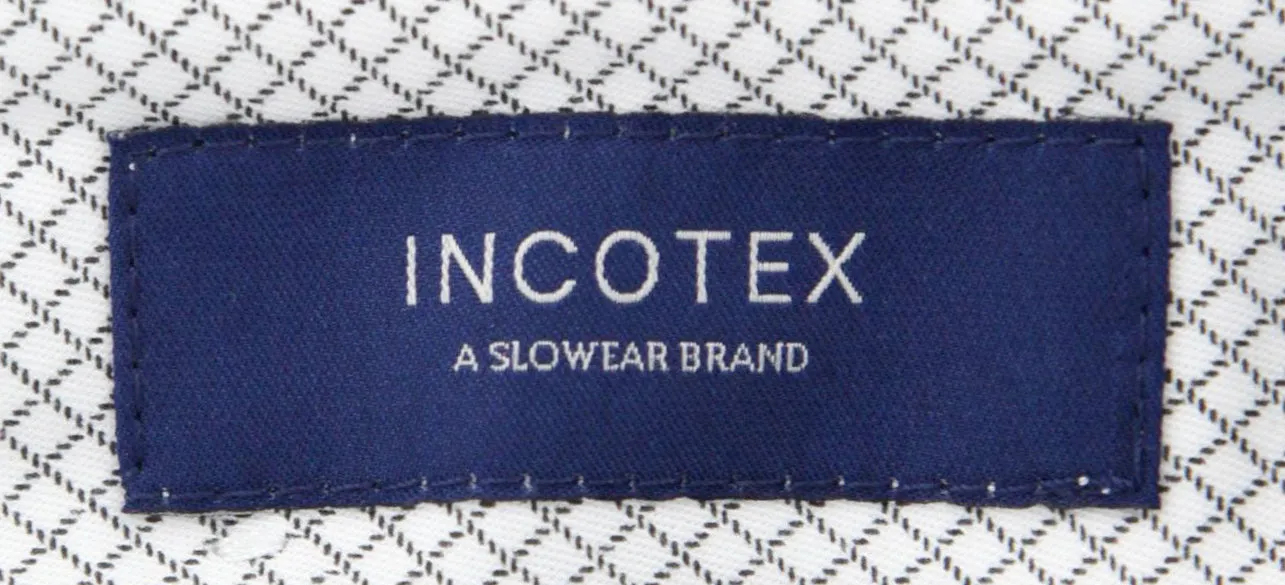 INCOTEX
A SLOWEAR BRAND